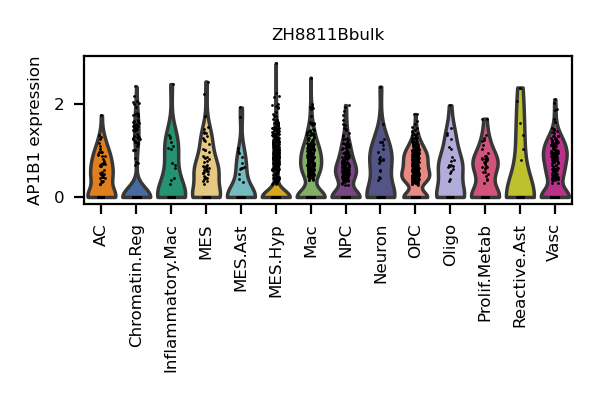 ZH8811Bbulk
AP1B1 expression
2
0
AC
Chromatin.Reg
Inflammatory.Mac
MES
MES.Ast
MES.Hyp
Mac
NPC
Neuron
OPC
Oligo
Prolif.Metab
Reactive.Ast
Vasc